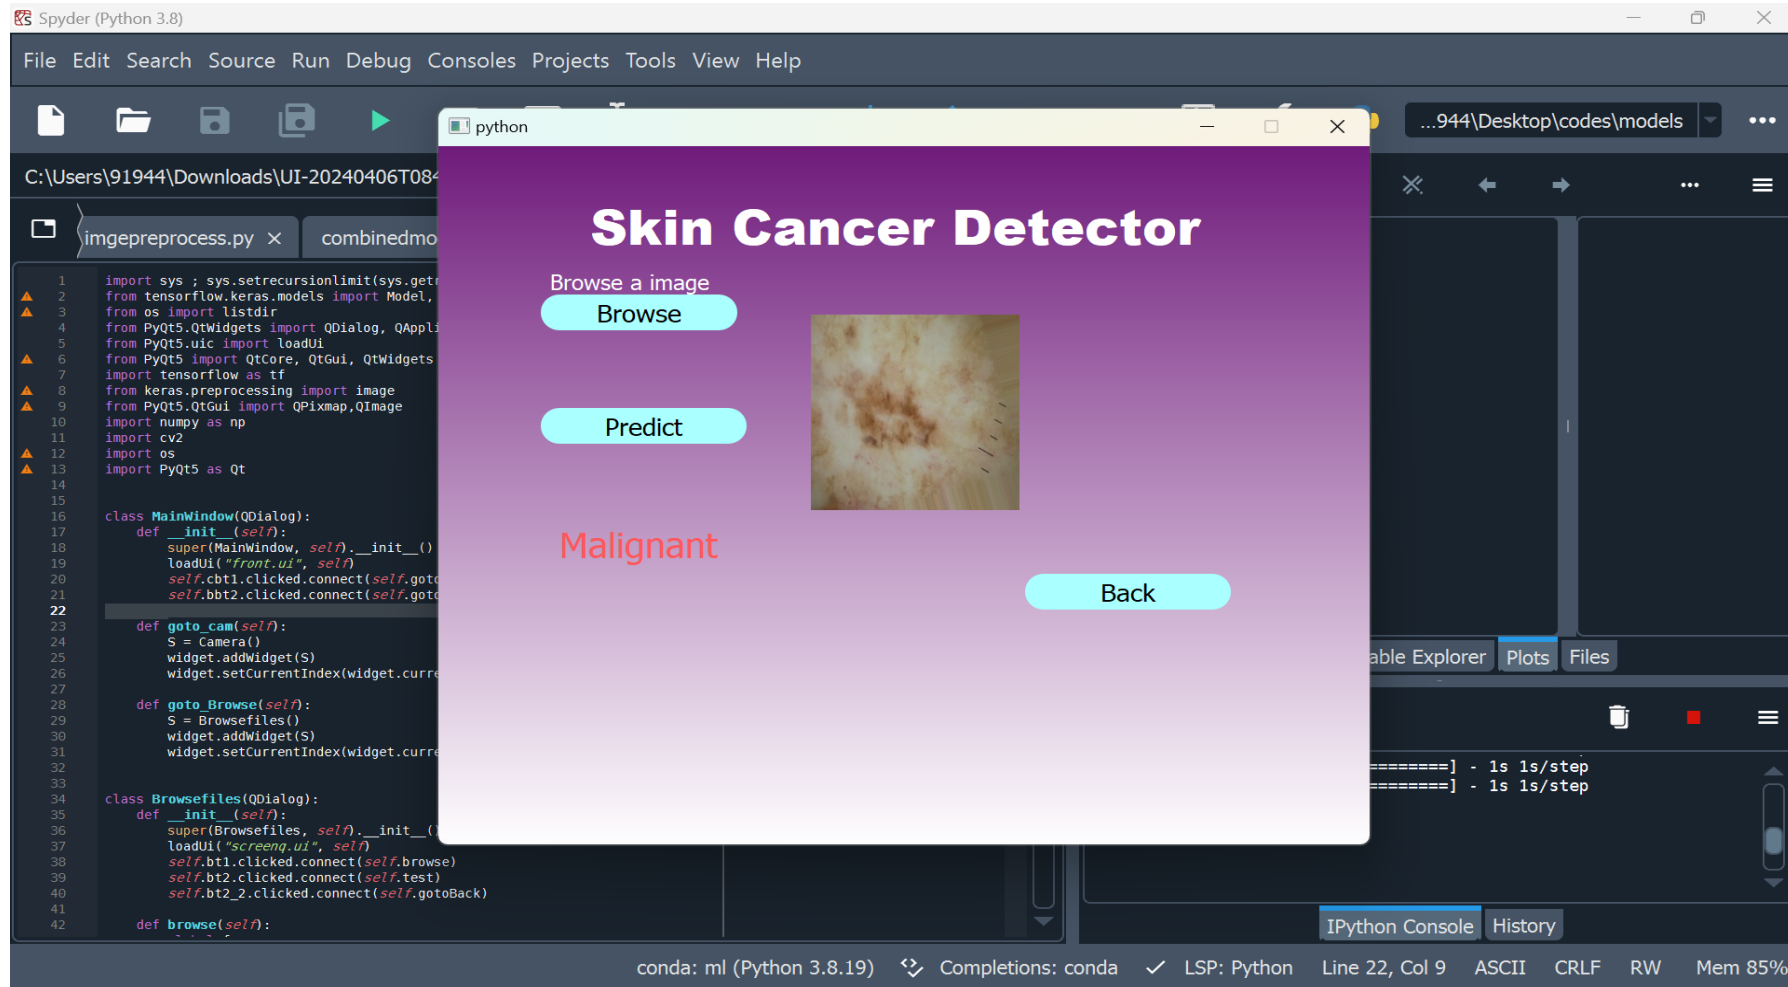 Spyder (Python 3.8)
File Edit Search Source Run Debug Consoles Projects Tools View Help
...944\Desktop\codes\models
C:\Users\91944\Downloads\UI-20240406T084
imgepreprocess.py
combinedmo
1 import sys ; sys.setrecursionlimit(sys.getr
2 from tensorflow.keras.models import Model,
3 from os import listdir
4 from PyQt5.QtWidgets import QDialog, QAppli
5 from PyQt5.uic import loadUi
6 from PyQt5 import QtCore, QtGui, QtWidgets
7 import tensorflow as tf
8 from keras.preprocessing import image
9 from PyQt5.QtGui import QPixmap,QImage
10 import numpy as np
11 import cv2
12 import os
13 import PyQt5 as Qt
14
15
16 class MainWindow(QDialog):
17 def __init__(self):
18 super(MainWindow, self).__init__()
19 loadUi("front.ui", self)
20 self.cbt1.clicked.connect(self.goto
21 self.bbt2.clicked.connect(self.goto
22
23 def goto_cam(self):
24 S = Camera()
25 widget.addWidget(S)
26 widget.setCurrentIndex(widget.curre
27
28 def goto_Browse(self):
29 S = Browsefiles()
30 widget.addWidget(S)
31 widget.setCurrentIndex(widget.curre
32
33
34 class Browsefiles(QDialog):
35 def __init__(self):
36 super(Browsefiles, self).__init__(
37 loadUi("screenq.ui", self)
38 self.bt1.clicked.connect(self.browse)
39 self.bt2.clicked.connect(self.test)
40 self.bt2_2.clicked.connect(self.gotoBack)
41
42 def browse(self):
python
Skin Cancer Detector
Browse a image
Browse
Predict
Malignant
Back
able Explorer
Plots
Files
========] - 1s 1s/step
========] - 1s 1s/step
IPython Console
History
conda: ml (Python 3.8.19) Completions: conda LSP: Python Line 22, Col 9 ASCII CRLF RW Mem 85%